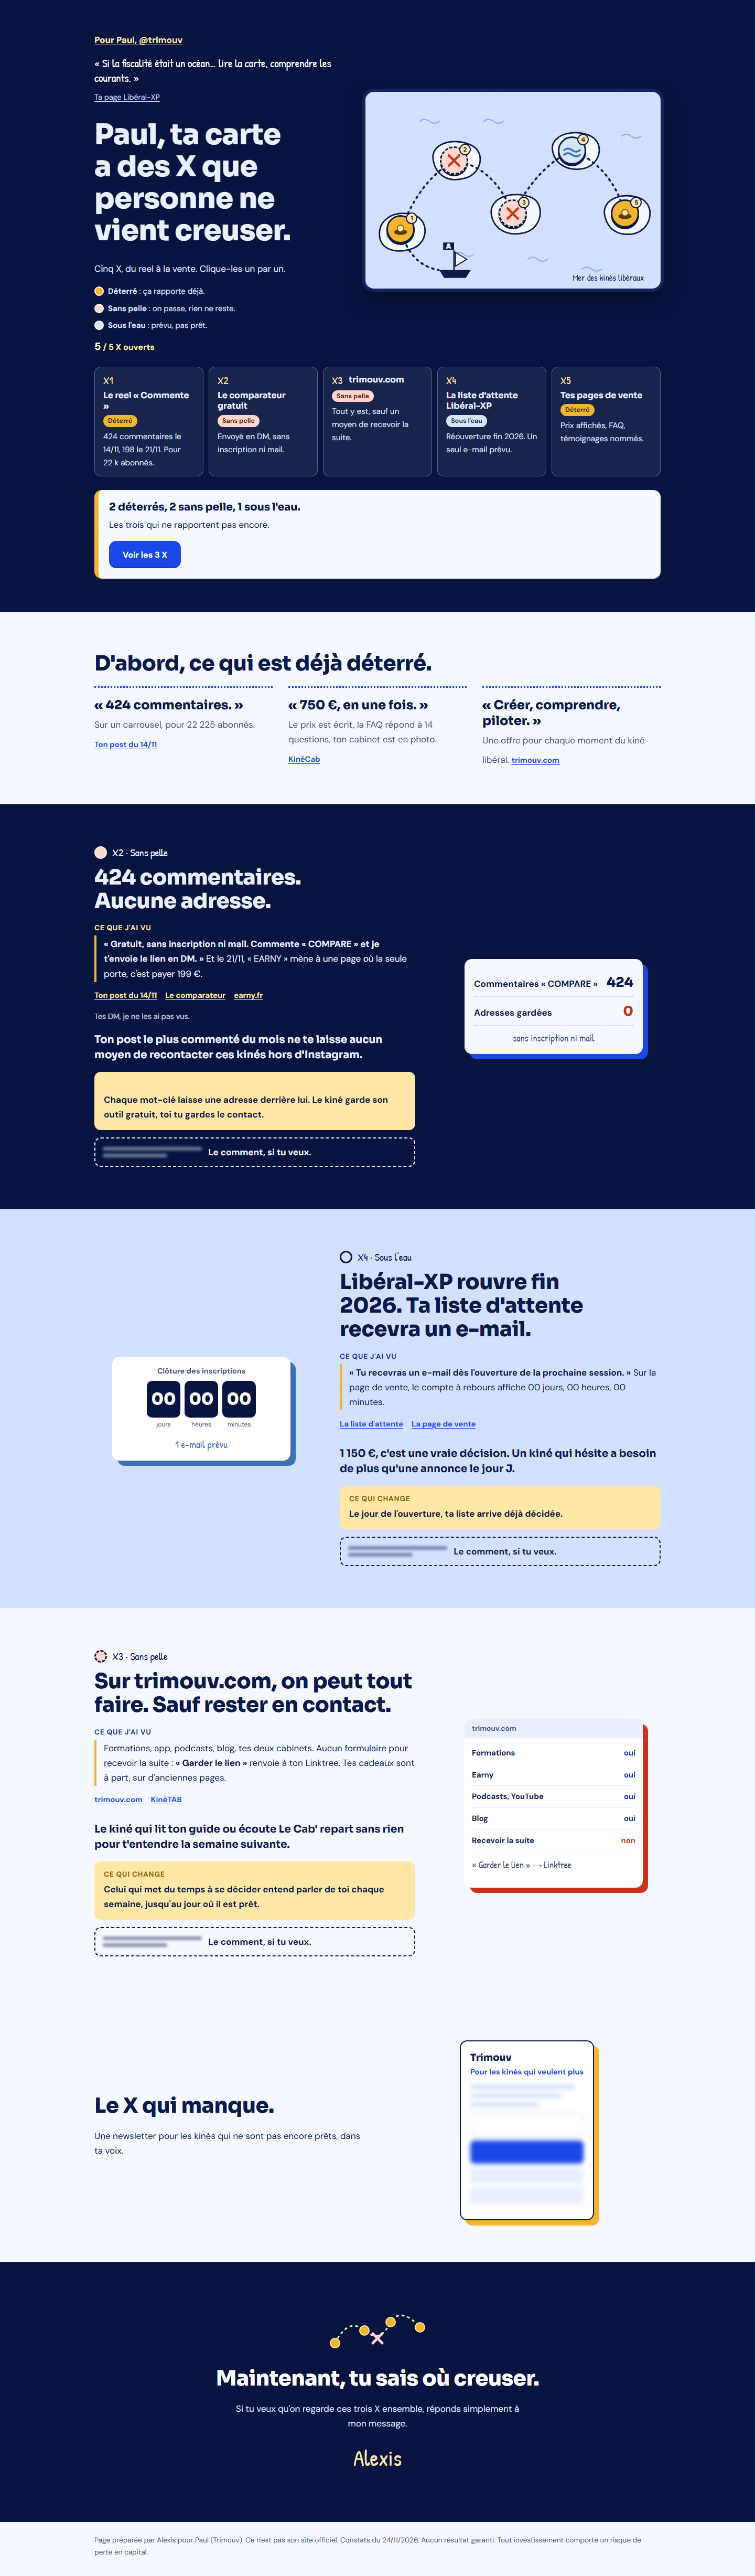 Pour Paul, @trimouv
« Si la fiscalité était un océan… lire la carte, comprendre les
courants. »
Ta page Libéral-XP
Paul, ta carte
a des X que
personne ne
vient creuser.
Cinq X, du reel à la vente. Clique-les un par un.
Déterré : ça rapporte déjà.
Sans pelle : on passe, rien ne reste.
Sous l'eau : prévu, pas prêt.
5 / 5 X ouverts
1
2
3
4
5
Mer des kinés libéraux
X1
Le reel « Commente
»
Déterré
424 commentaires le
14/11, 198 le 21/11. Pour
22 k abonnés.
X2
Le comparateur
gratuit
Sans pelle
Envoyé en DM, sans
inscription ni mail.
X3 trimouv.com
Sans pelle
Tout y est, sauf un
moyen de recevoir la
suite.
X4
La liste d'attente
Libéral-XP
Sous l'eau
Réouverture fin 2026. Un
seul e-mail prévu.
X5
Tes pages de vente
Déterré
Prix affichés, FAQ,
témoignages nommés.
2 déterrés, 2 sans pelle, 1 sous l'eau.
Les trois qui ne rapportent pas encore.
Voir les 3 X
D'abord, ce qui est déjà déterré.
« 424 commentaires. »
Sur un carrousel, pour 22 225 abonnés.
Ton post du 14/11
« 750 €, en une fois. »
Le prix est écrit, la FAQ répond à 14
questions, ton cabinet est en photo.
KinéCab
« Créer, comprendre,
piloter. »
Une offre pour chaque moment du kiné
libéral. trimouv.com
X2 · Sans pelle
424 commentaires.
Aucune adresse.
CE QUE J'AI VU
« Gratuit, sans inscription ni mail. Commente « COMPARE » et je
t'envoie le lien en DM. » Et le 21/11, « EARNY » mène à une page où la seule
porte, c'est payer 199 €.
Ton post du 14/11 Le comparateur earny.fr
Tes DM, je ne les ai pas vus.
Ton post le plus commenté du mois ne te laisse aucun
moyen de recontacter ces kinés hors d'Instagram.
Chaque mot-clé laisse une adresse derrière lui. Le kiné garde son
outil gratuit, toi tu gardes le contact.
Le comment, si tu veux.
Commentaires « COMPARE » 424
Adresses gardées 0
sans inscription ni mail
X4 · Sous l'eau
Libéral-XP rouvre fin
2026. Ta liste d'attente
recevra un e-mail.
CE QUE J'AI VU
« Tu recevras un e-mail dès l'ouverture de la prochaine session. » Sur la
page de vente, le compte à rebours affiche 00 jours, 00 heures, 00
minutes.
La liste d'attente La page de vente
1 150 €, c'est une vraie décision. Un kiné qui hésite a besoin
de plus qu'une annonce le jour J.
CE QUI CHANGE
Le jour de l'ouverture, ta liste arrive déjà décidée.
Le comment, si tu veux.
Clôture des inscriptions
00 00 00
jours heures minutes
1 e-mail prévu
X3 · Sans pelle
Sur trimouv.com, on peut tout
faire. Sauf rester en contact.
CE QUE J'AI VU
Formations, app, podcasts, blog, tes deux cabinets. Aucun formulaire pour
recevoir la suite : « Garder le lien » renvoie à ton Linktree. Tes cadeaux sont
à part, sur d'anciennes pages.
trimouv.com KinéTAB
Le kiné qui lit ton guide ou écoute Le Cab' repart sans rien
pour t'entendre la semaine suivante.
CE QUI CHANGE
Celui qui met du temps à se décider entend parler de toi chaque
semaine, jusqu'au jour où il est prêt.
Le comment, si tu veux.
trimouv.com
Formations oui
Earny oui
Podcasts, YouTube oui
Blog oui
Recevoir la suite non
« Garder le lien » → Linktree
Le X qui manque.
Une newsletter pour les kinés qui ne sont pas encore prêts, dans
ta voix.
Trimouv
Pour les kinés qui veulent plus
Maintenant, tu sais où creuser.
Si tu veux qu'on regarde ces trois X ensemble, réponds simplement à
mon message.
Alexis
Page préparée par Alexis pour Paul (Trimouv). Ce n'est pas son site officiel. Constats du 24/11/2026. Aucun résultat garanti. Tout investissement comporte un risque de
perte en capital.